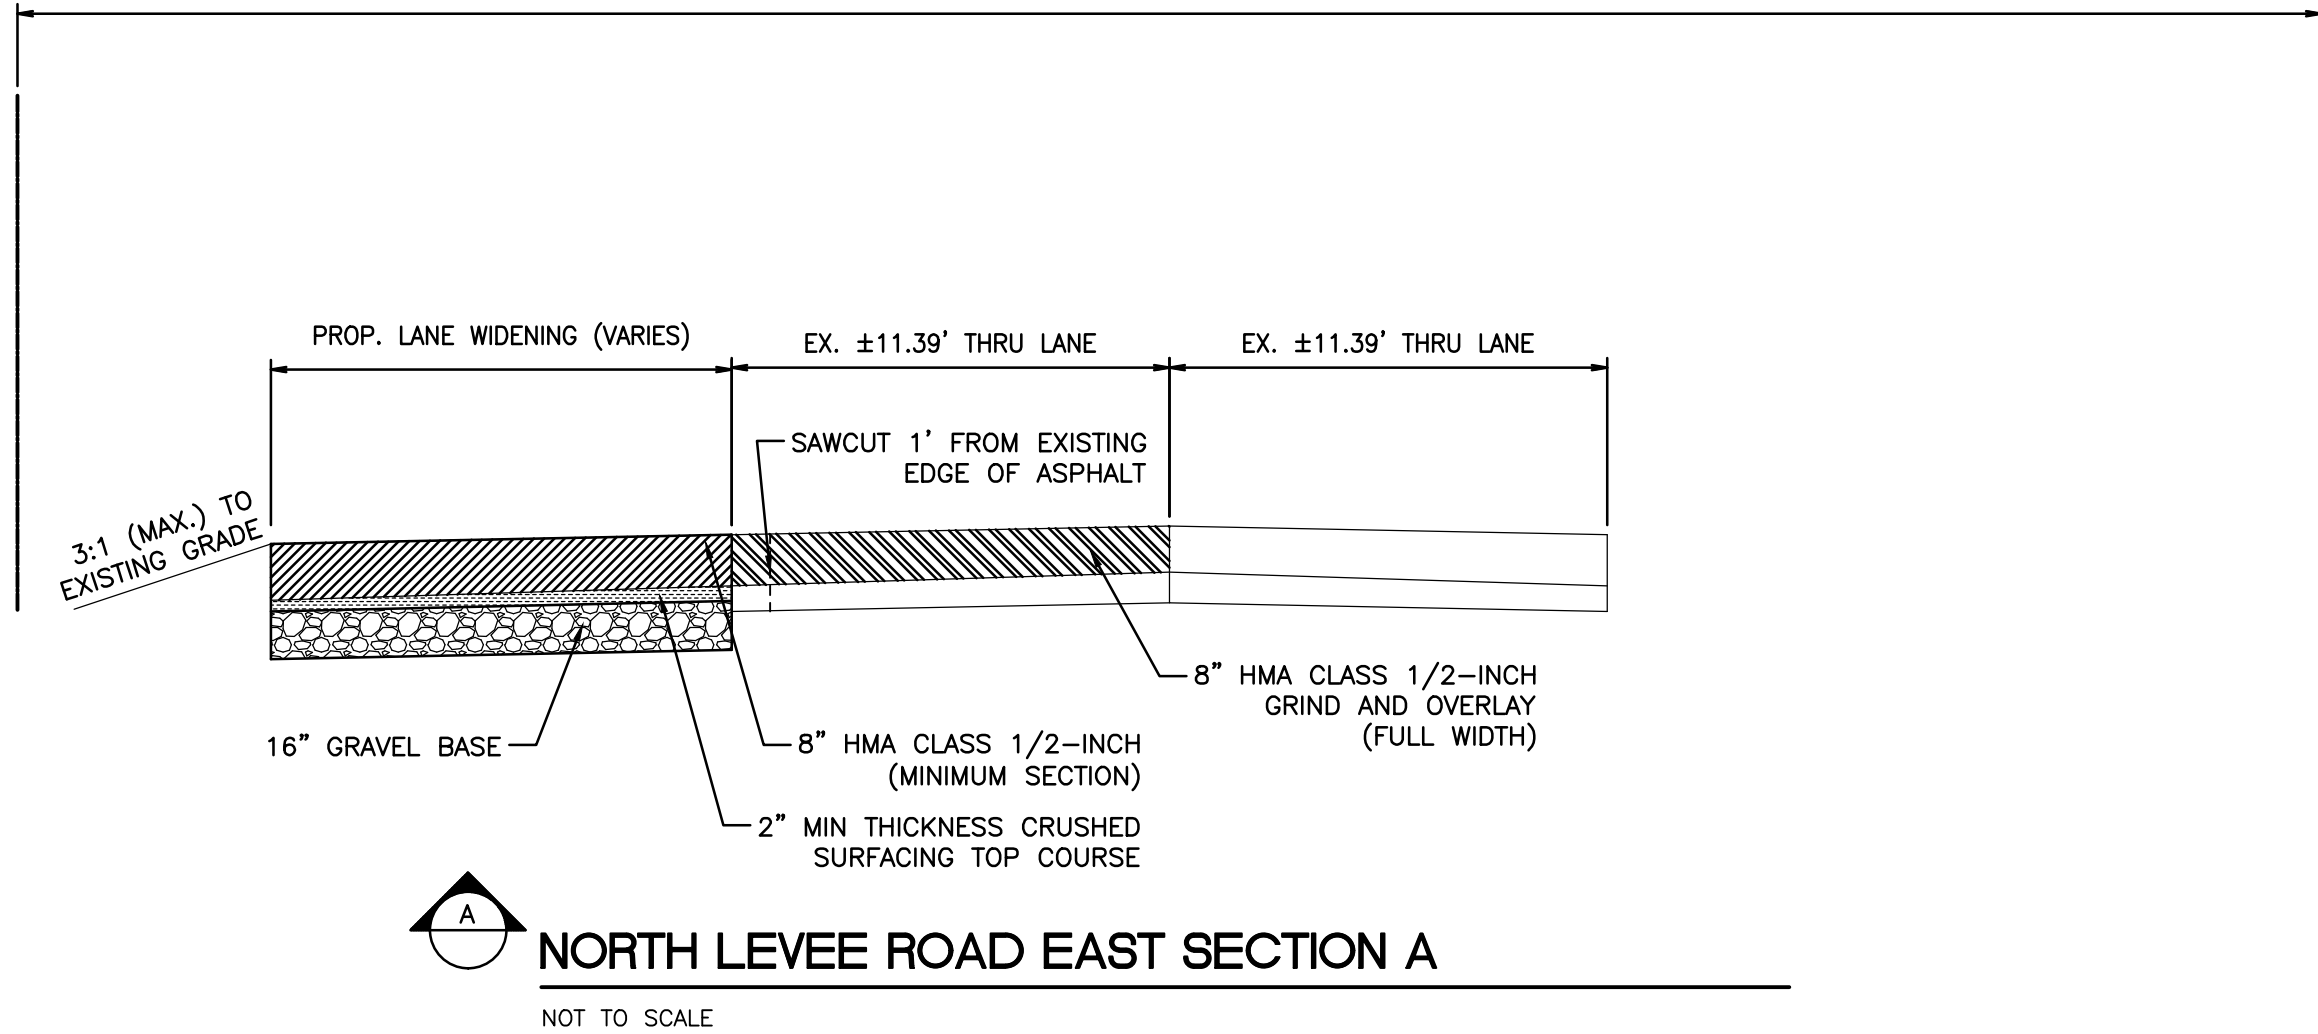 PROP. LANE WIDENING (VARIES)
EX. ±11.39' THRU LANE
EX. ±11.39' THRU LANE
SAWCUT 1' FROM EXISTING
EDGE OF ASPHALT
3:1 (MAX.) TO
EXISTING GRADE
8" HMA CLASS 1/2-INCH
GRIND AND OVERLAY
(FULL WIDTH)
16" GRAVEL BASE
8" HMA CLASS 1/2-INCH
(MINIMUM SECTION)
2" MIN THICKNESS CRUSHED
SURFACING TOP COURSE
A
NORTH LEVEE ROAD EAST SECTION A
NOT TO SCALE